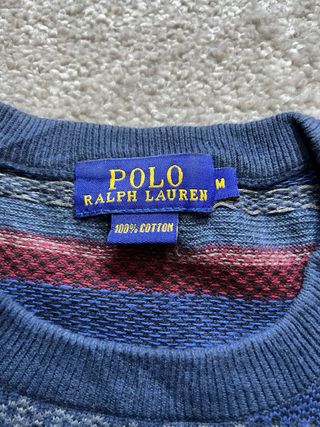 POLO
RALPH LAUREN
M
100% COTTON